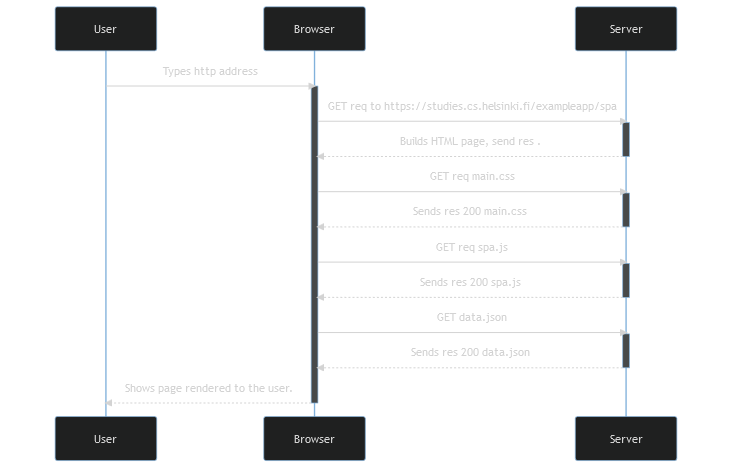 User
Browser
Server
Types http address
GET req to https://studies.cs.helsinki.fi/exampleapp/spa
Builds HTML page, send res .
GET req main.css
Sends res 200 main.css
GET req spa.js
Sends res 200 spa.js
GET data.json
Sends res 200 data.json
Shows page rendered to the user.
User
Browser
Server